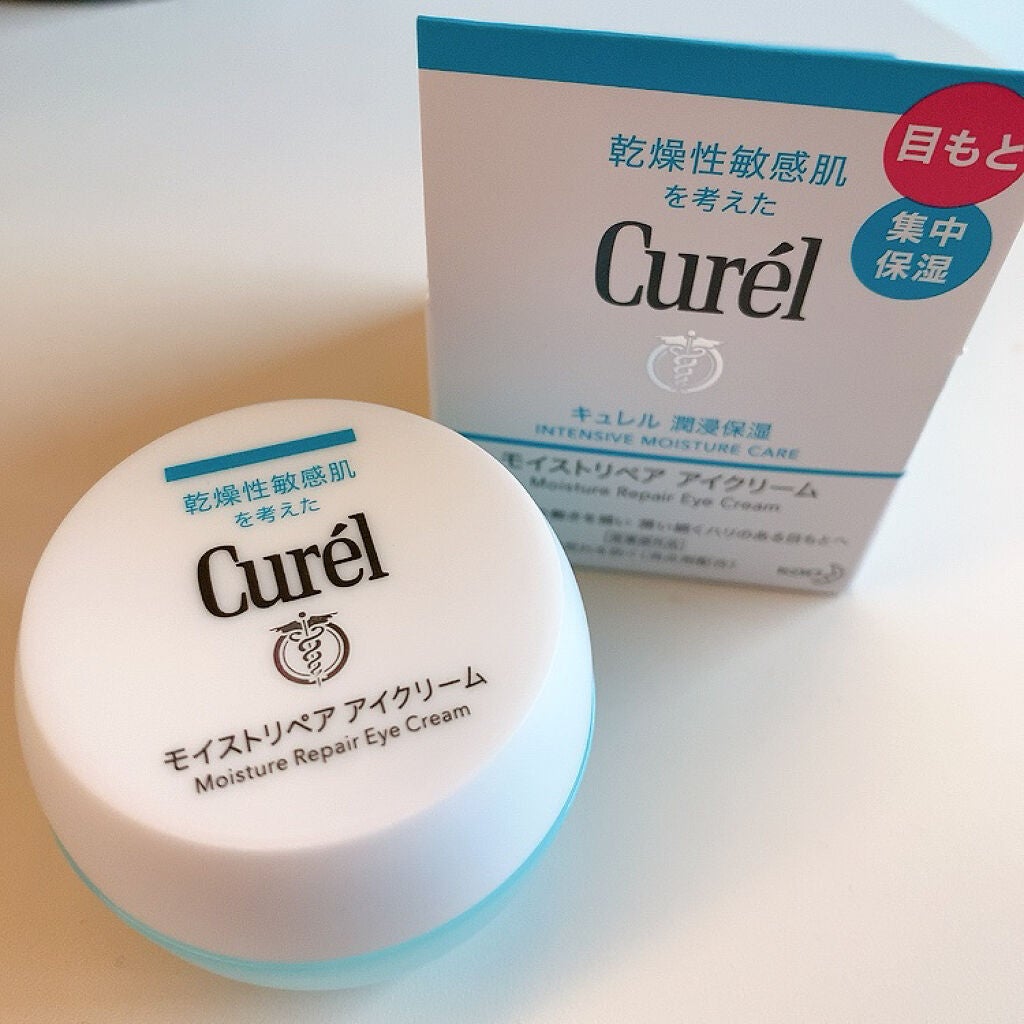 乾燥性敏感肌
を考えた
Curél
キュレル 潤浸保湿
INTENSIVE MOISTURE CARE
モイストリペア アイクリーム
Moisture Repair Eye Cream
目もと
集中
保湿
乾燥性敏感肌
を考えた
Curél
モイストリペア アイクリーム
Moisture Repair Eye Cream